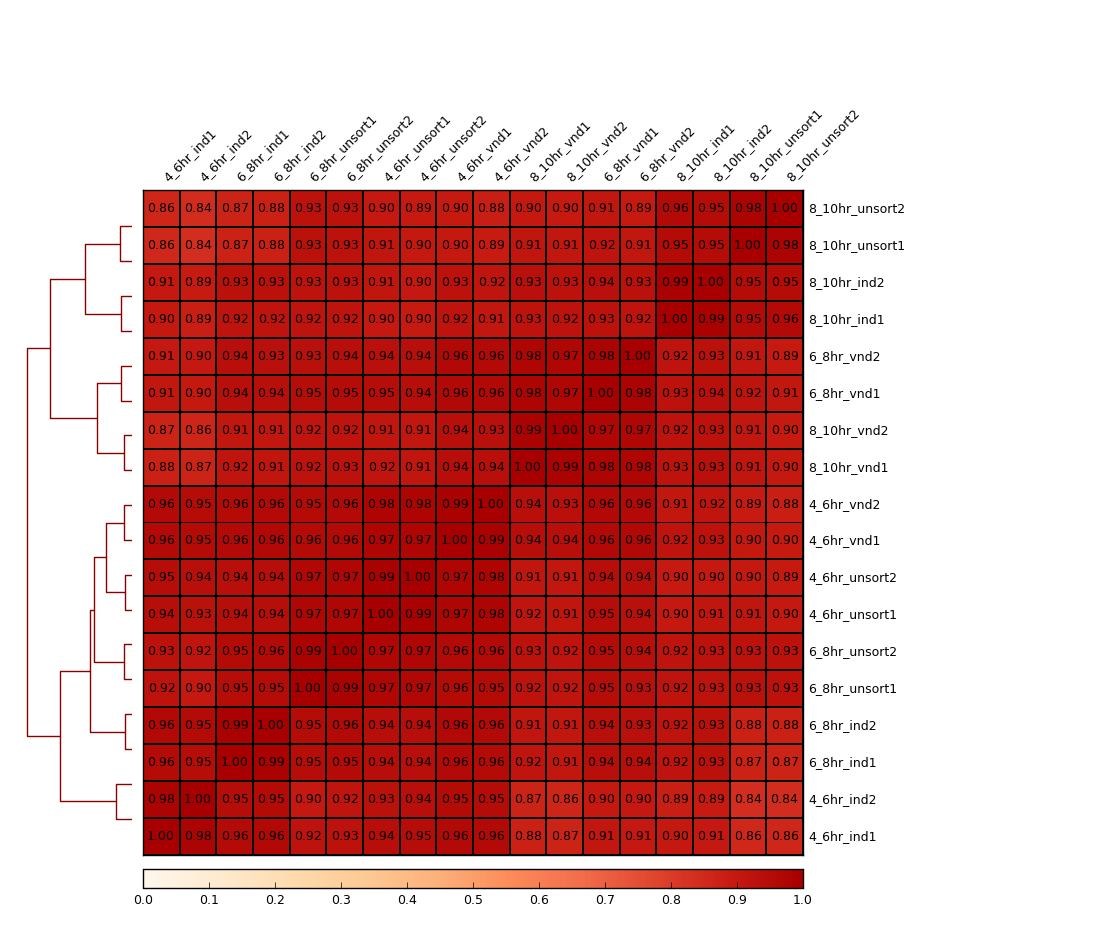 4_6hr_ind1 4_6hr_ind2 6_8hr_ind1 6_8hr_ind2 6_8hr_unsort1 6_8hr_unsort2 4_6hr_unsort1 4_6hr_unsort2 4_6hr_vnd1 4_6hr_vnd2 8_10hr_vnd1 8_10hr_vnd2 6_8hr_vnd1 6_8hr_vnd2 8_10hr_ind1 8_10hr_ind2 8_10hr_unsort1 8_10hr_unsort2
0.86 0.84 0.87 0.88 0.93 0.93 0.90 0.89 0.90 0.88 0.90 0.90 0.91 0.89 0.96 0.95 0.98 1.00 8_10hr_unsort2
0.86 0.84 0.87 0.88 0.93 0.93 0.91 0.90 0.90 0.89 0.91 0.91 0.92 0.91 0.95 0.95 1.00 0.98 8_10hr_unsort1
0.91 0.89 0.93 0.93 0.93 0.93 0.91 0.90 0.93 0.92 0.93 0.93 0.94 0.93 0.99 1.00 0.95 0.95 8_10hr_ind2
0.90 0.89 0.92 0.92 0.92 0.92 0.90 0.90 0.92 0.91 0.93 0.92 0.93 0.92 1.00 0.99 0.95 0.96 8_10hr_ind1
0.91 0.90 0.94 0.93 0.93 0.94 0.94 0.94 0.96 0.96 0.98 0.97 0.98 1.00 0.92 0.93 0.91 0.89 6_8hr_vnd2
0.91 0.90 0.94 0.94 0.95 0.95 0.95 0.94 0.96 0.96 0.98 0.97 1.00 0.98 0.93 0.94 0.92 0.91 6_8hr_vnd1
0.87 0.86 0.91 0.91 0.92 0.92 0.91 0.91 0.94 0.93 0.99 1.00 0.97 0.97 0.92 0.93 0.91 0.90 8_10hr_vnd2
0.88 0.87 0.92 0.91 0.92 0.93 0.92 0.91 0.94 0.94 1.00 0.99 0.98 0.98 0.93 0.93 0.91 0.90 8_10hr_vnd1
0.96 0.95 0.96 0.96 0.95 0.96 0.98 0.98 0.99 1.00 0.94 0.93 0.96 0.96 0.91 0.92 0.89 0.88 4_6hr_vnd2
0.96 0.95 0.96 0.96 0.96 0.96 0.97 0.97 1.00 0.99 0.94 0.94 0.96 0.96 0.92 0.93 0.90 0.90 4_6hr_vnd1
0.95 0.94 0.94 0.94 0.97 0.97 0.99 1.00 0.97 0.98 0.91 0.91 0.94 0.94 0.90 0.90 0.90 0.89 4_6hr_unsort2
0.94 0.93 0.94 0.94 0.97 0.97 1.00 0.99 0.97 0.98 0.92 0.91 0.95 0.94 0.90 0.91 0.91 0.90 4_6hr_unsort1
0.93 0.92 0.95 0.96 0.99 1.00 0.97 0.97 0.96 0.96 0.93 0.92 0.95 0.94 0.92 0.93 0.93 0.93 6_8hr_unsort2
0.92 0.90 0.95 0.95 1.00 0.99 0.97 0.97 0.96 0.95 0.92 0.92 0.95 0.93 0.92 0.93 0.93 0.93 6_8hr_unsort1
0.96 0.95 0.99 1.00 0.95 0.96 0.94 0.94 0.96 0.96 0.91 0.91 0.94 0.93 0.92 0.93 0.88 0.88 6_8hr_ind2
0.96 0.95 1.00 0.99 0.95 0.95 0.94 0.94 0.96 0.96 0.92 0.91 0.94 0.94 0.92 0.93 0.87 0.87 6_8hr_ind1
0.98 1.00 0.95 0.95 0.90 0.92 0.93 0.94 0.95 0.95 0.87 0.86 0.90 0.90 0.89 0.89 0.84 0.84 4_6hr_ind2
1.00 0.98 0.96 0.96 0.92 0.93 0.94 0.95 0.96 0.96 0.88 0.87 0.91 0.91 0.90 0.91 0.86 0.86 4_6hr_ind1
0.0 0.1 0.2 0.3 0.4 0.5 0.6 0.7 0.8 0.9 1.0